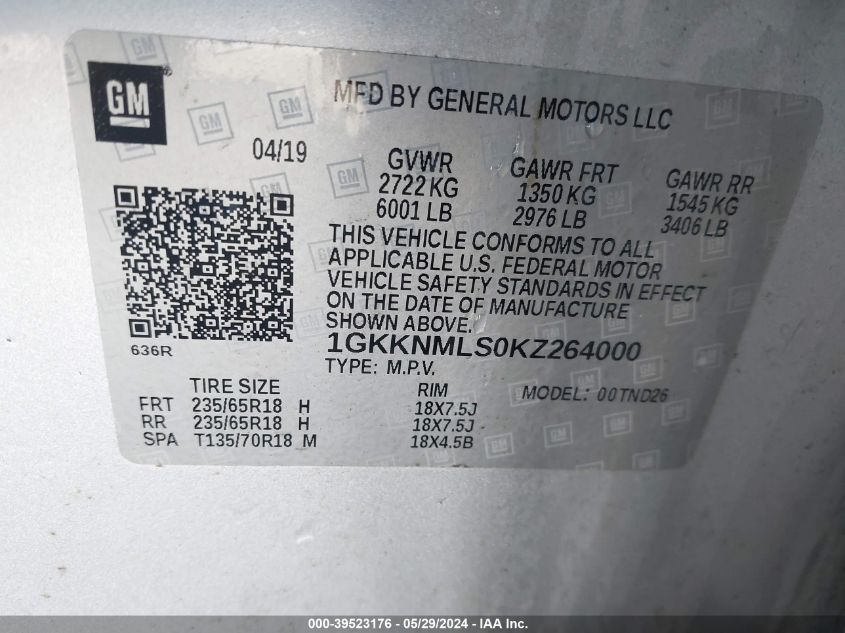 GM
MFD BY GENERAL MOTORS LLC
04/19
GVWR
2722 KG
6001 LB
GAWR FRT
1350 KG
2976 LB
GAWR RR
1545 KG
3406 LB
THIS VEHICLE CONFORMS TO ALL
APPLICABLE U.S. FEDERAL MOTOR
VEHICLE SAFETY STANDARDS IN EFFECT
ON THE DATE OF MANUFACTURE
SHOWN ABOVE.
636R
1GKKNMLS0KZ264000
TYPE: M.P.V.
MODEL: 00TND26
TIRE SIZE RIM
FRT 235/65R18 H 18X7.5J
RR 235/65R18 H 18X7.5J
SPA T135/70R18 M 18X4.5B
000-39523176 - 05/29/2024 - IAA Inc.